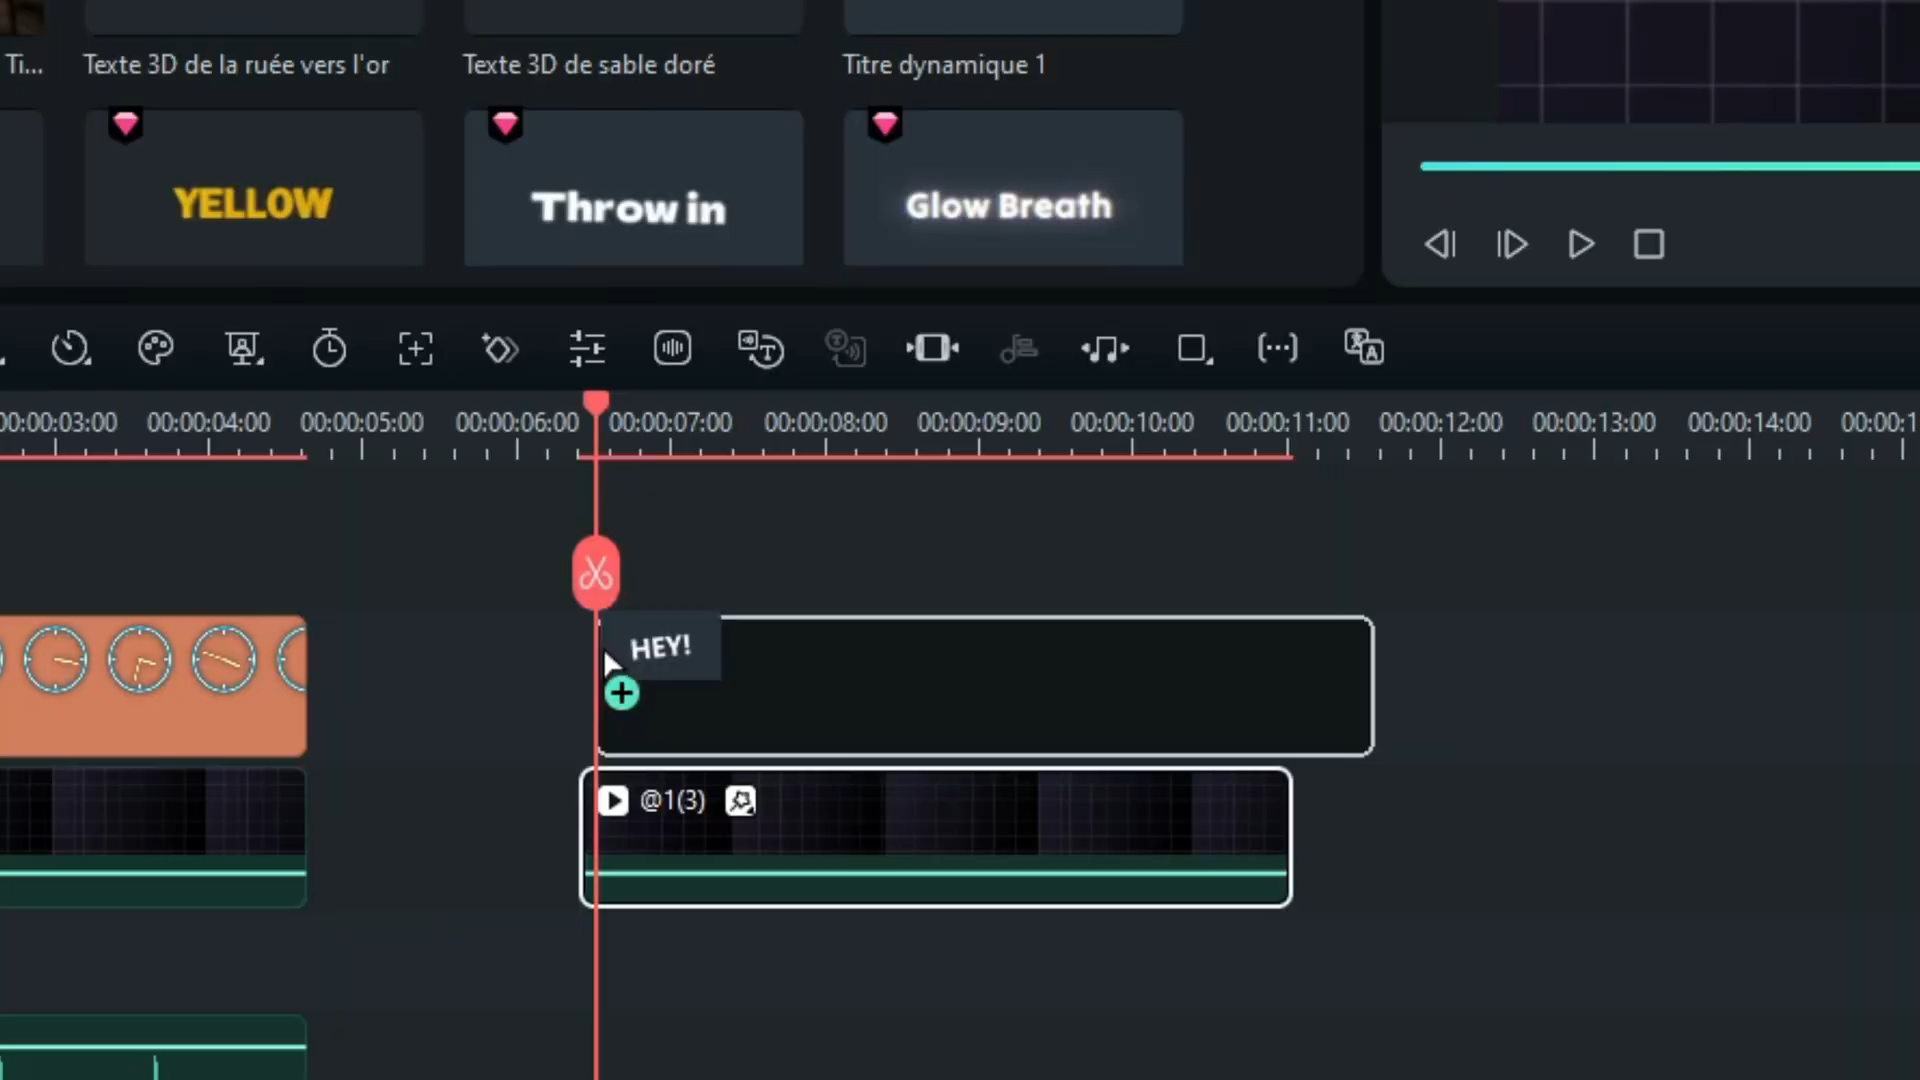 Ti...
Texte 3D de la ruée vers l'or
Texte 3D de sable doré
Titre dynamique 1
YELLOW
Throw in
Glow Breath
00:00:03:00
00:00:04:00
00:00:05:00
00:00:06:00
00:00:07:00
00:00:08:00
00:00:09:00
00:00:10:00
00:00:11:00
00:00:12:00
00:00:13:00
00:00:14:00
00:00:1
HEY!
@1(3)